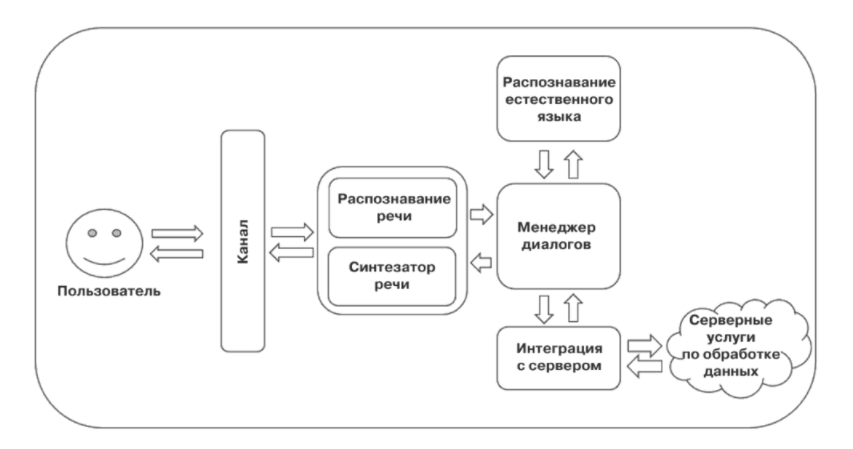 Пользователь
Канал
Распознавание
речи
Синтезатор
речи
Распознавание
естественного
языка
Менеджер
диалогов
Интеграция
с сервером
Серверные
услуги
по обработке
данных